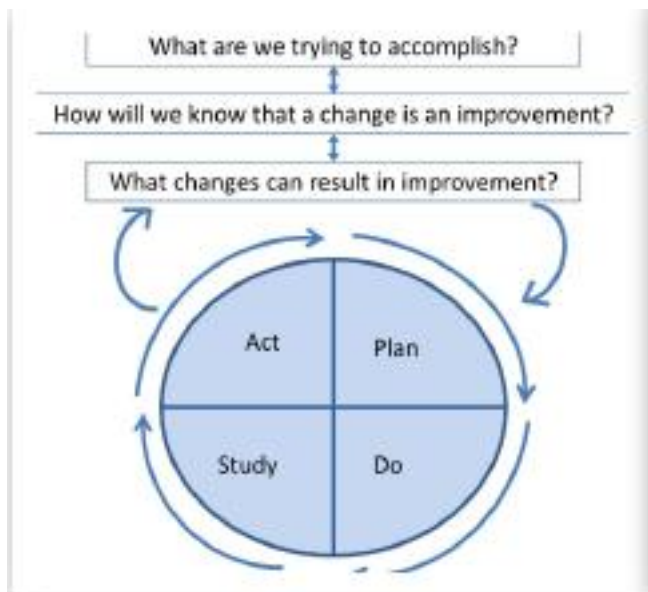 What are we trying to accomplish?
How will we know that a change is an improvement?
What changes can result in improvement?
Act
Plan
Study
Do